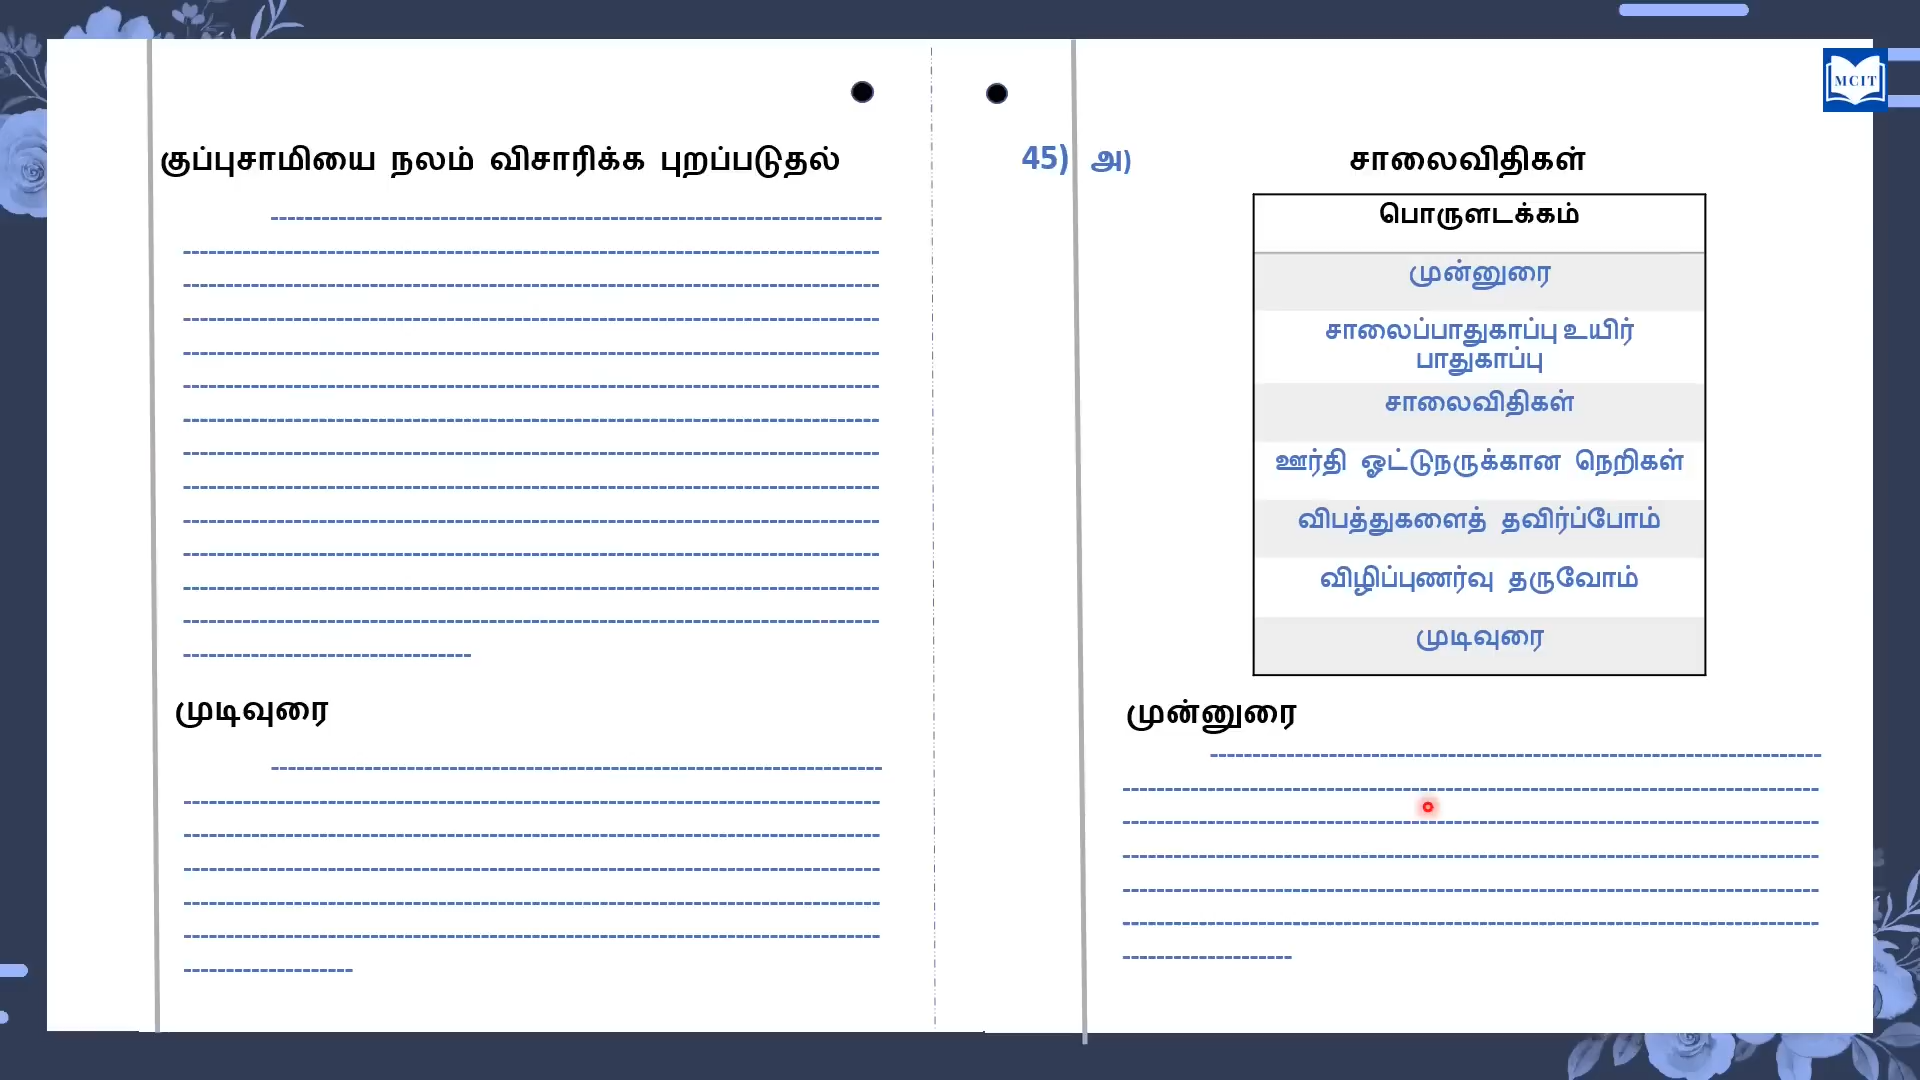 குப்புசாமியை நலம் விசாரிக்க புறப்படுதல்
முடிவுரை
MCIT
45) அ) சாலைவிதிகள்
பொருளடக்கம்
முன்னுரை
சாலைப்பாதுகாப்பு உயிர்
பாதுகாப்பு
சாலைவிதிகள்
ஊர்தி ஓட்டுநருக்கான நெறிகள்
விபத்துகளைத் தவிர்ப்போம்
விழிப்புணர்வு தருவோம்
முடிவுரை
முன்னுரை